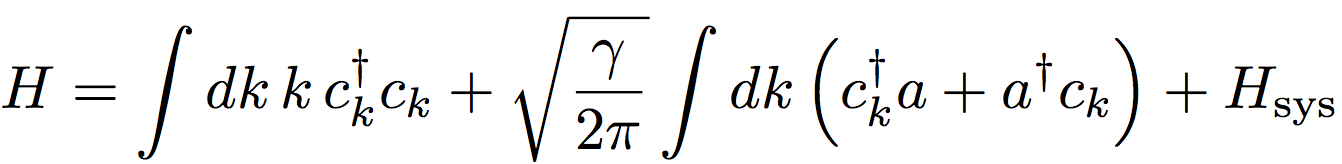 H = ∫ dk k c_k^† c_k + √(γ/2π) ∫ dk (c_k^† a + a^† c_k) + H_sys